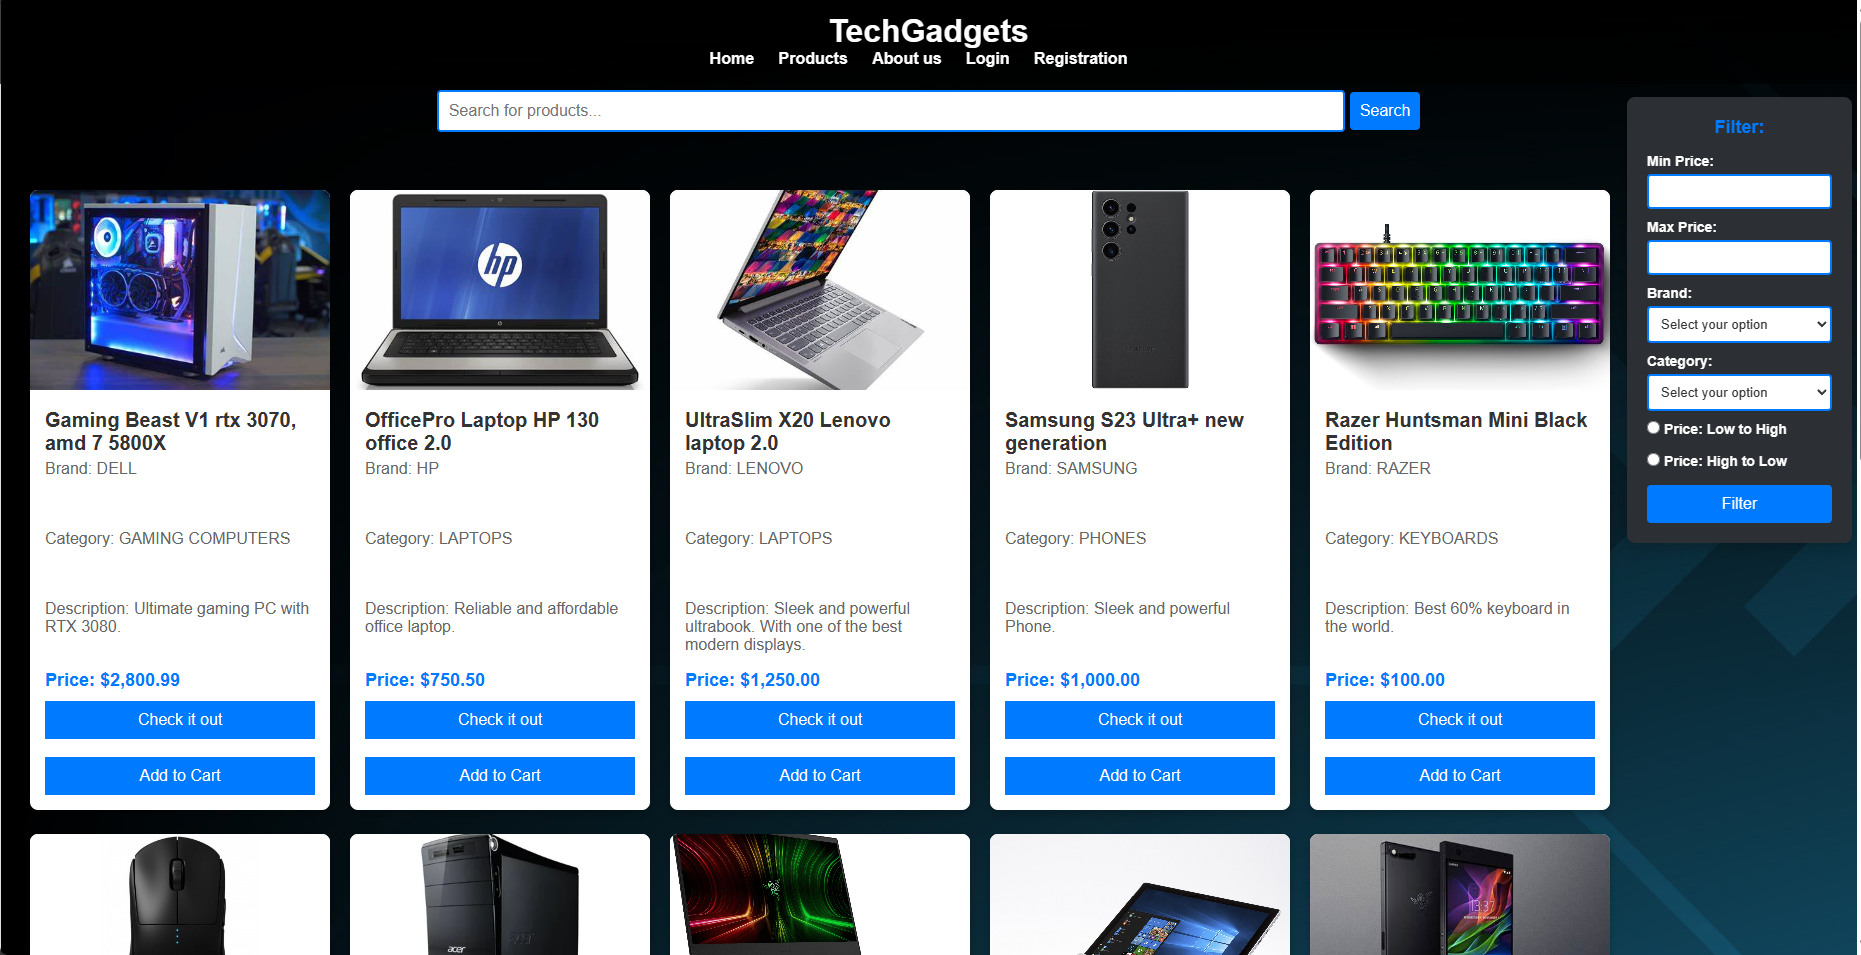 TechGadgets
Home Products About us Login Registration
Search for products...
Search
Filter:
Min Price:
Max Price:
Brand:
Select your option
Category:
Select your option
Price: Low to High
Price: High to Low
Filter
Gaming Beast V1 rtx 3070,
amd 7 5800X
Brand: DELL
Category: GAMING COMPUTERS
Description: Ultimate gaming PC with
RTX 3080.
Price: $2,800.99
Check it out
Add to Cart
hp
OfficePro Laptop HP 130
office 2.0
Brand: HP
Category: LAPTOPS
Description: Reliable and affordable
office laptop.
Price: $750.50
Check it out
Add to Cart
UltraSlim X20 Lenovo
laptop 2.0
Brand: LENOVO
Category: LAPTOPS
Description: Sleek and powerful
ultrabook. With one of the best
modern displays.
Price: $1,250.00
Check it out
Add to Cart
Samsung S23 Ultra+ new
generation
Brand: SAMSUNG
Category: PHONES
Description: Sleek and powerful
Phone.
Price: $1,000.00
Check it out
Add to Cart
Razer Huntsman Mini Black
Edition
Brand: RAZER
Category: KEYBOARDS
Description: Best 60% keyboard in
the world.
Price: $100.00
Check it out
Add to Cart
acer
13:37